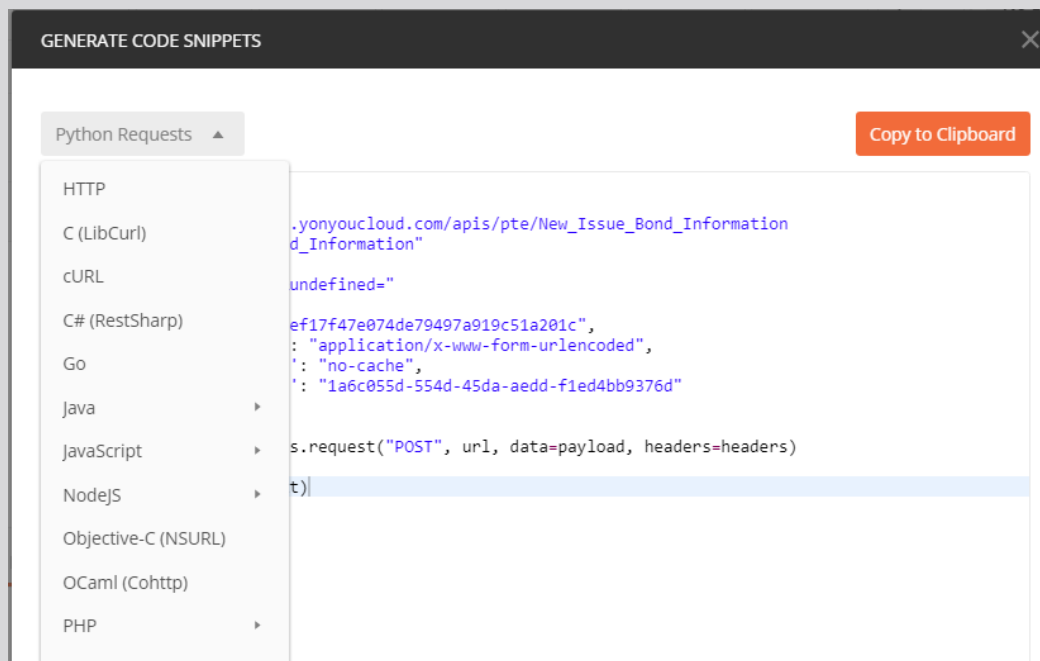 GENERATE CODE SNIPPETS
Python Requests
Copy to Clipboard
HTTP
C (LibCurl)
cURL
C# (RestSharp)
Go
Java
JavaScript
NodeJS
Objective-C (NSURL)
OCaml (Cohttp)
PHP
.yonyoucloud.com/apis/pte/New_Issue_Bond_Information
d_Information"
undefined="
ef17f47e074de79497a919c51a201c",
: "application/x-www-form-urlencoded",
': "no-cache",
': "1a6c055d-554d-45da-aedd-f1ed4bb9376d"
s.request("POST", url, data=payload, headers=headers)
t)